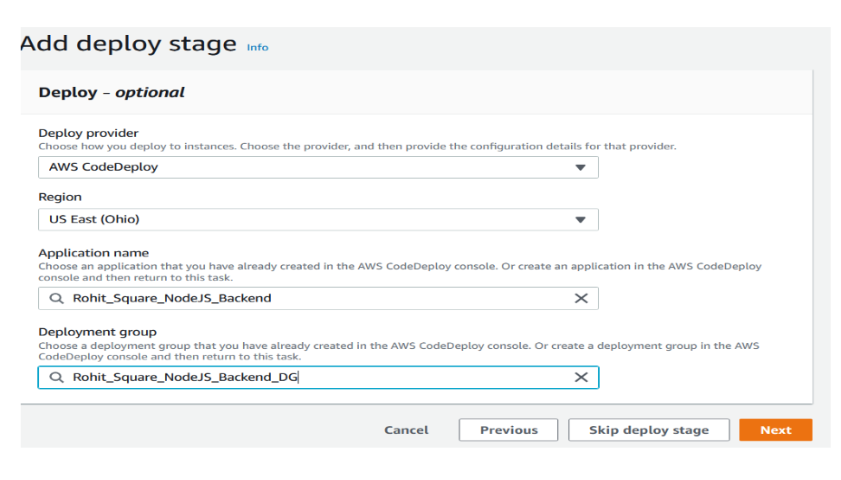 Add deploy stage Info
Deploy – optional
Deploy provider
Choose how you deploy to instances. Choose the provider, and then provide the configuration details for that provider.
AWS CodeDeploy
Region
US East (Ohio)
Application name
Choose an application that you have already created in the AWS CodeDeploy console. Or create an application in the AWS CodeDeploy
console and then return to this task.
Rohit_Square_NodeJS_Backend
Deployment group
Choose a deployment group that you have already created in the AWS CodeDeploy console. Or create a deployment group in the AWS
CodeDeploy console and then return to this task.
Rohit_Square_NodeJS_Backend_DG
Cancel Previous Skip deploy stage Next